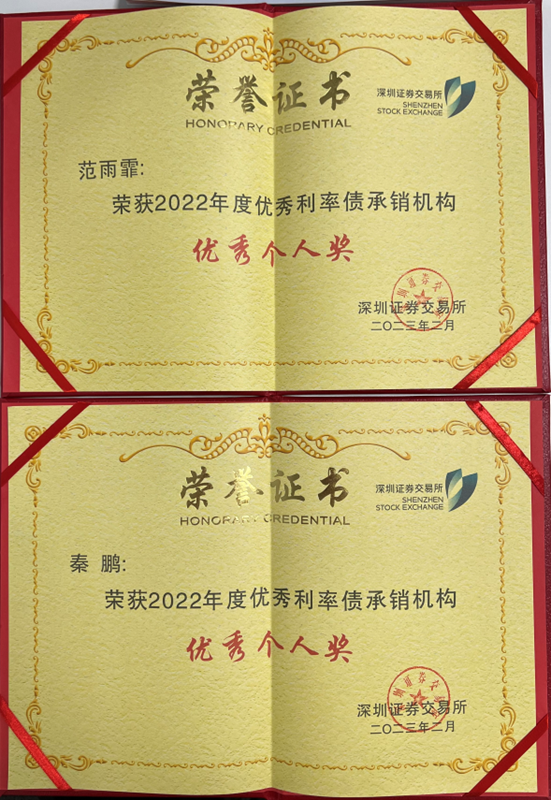 荣誉证书
HONORARY CREDENTIAL
深圳证券交易所
SHENZHEN
STOCK EXCHANGE
范雨霏:
荣获2022年度优秀利率债承销机构
优秀个人奖
深圳证券交易所
二〇二三年二月
荣誉证书
HONORARY CREDENTIAL
深圳证券交易所
SHENZHEN
STOCK EXCHANGE
秦 鹏:
荣获2022年度优秀利率债承销机构
优秀个人奖
深圳证券交易所
二〇二三年二月